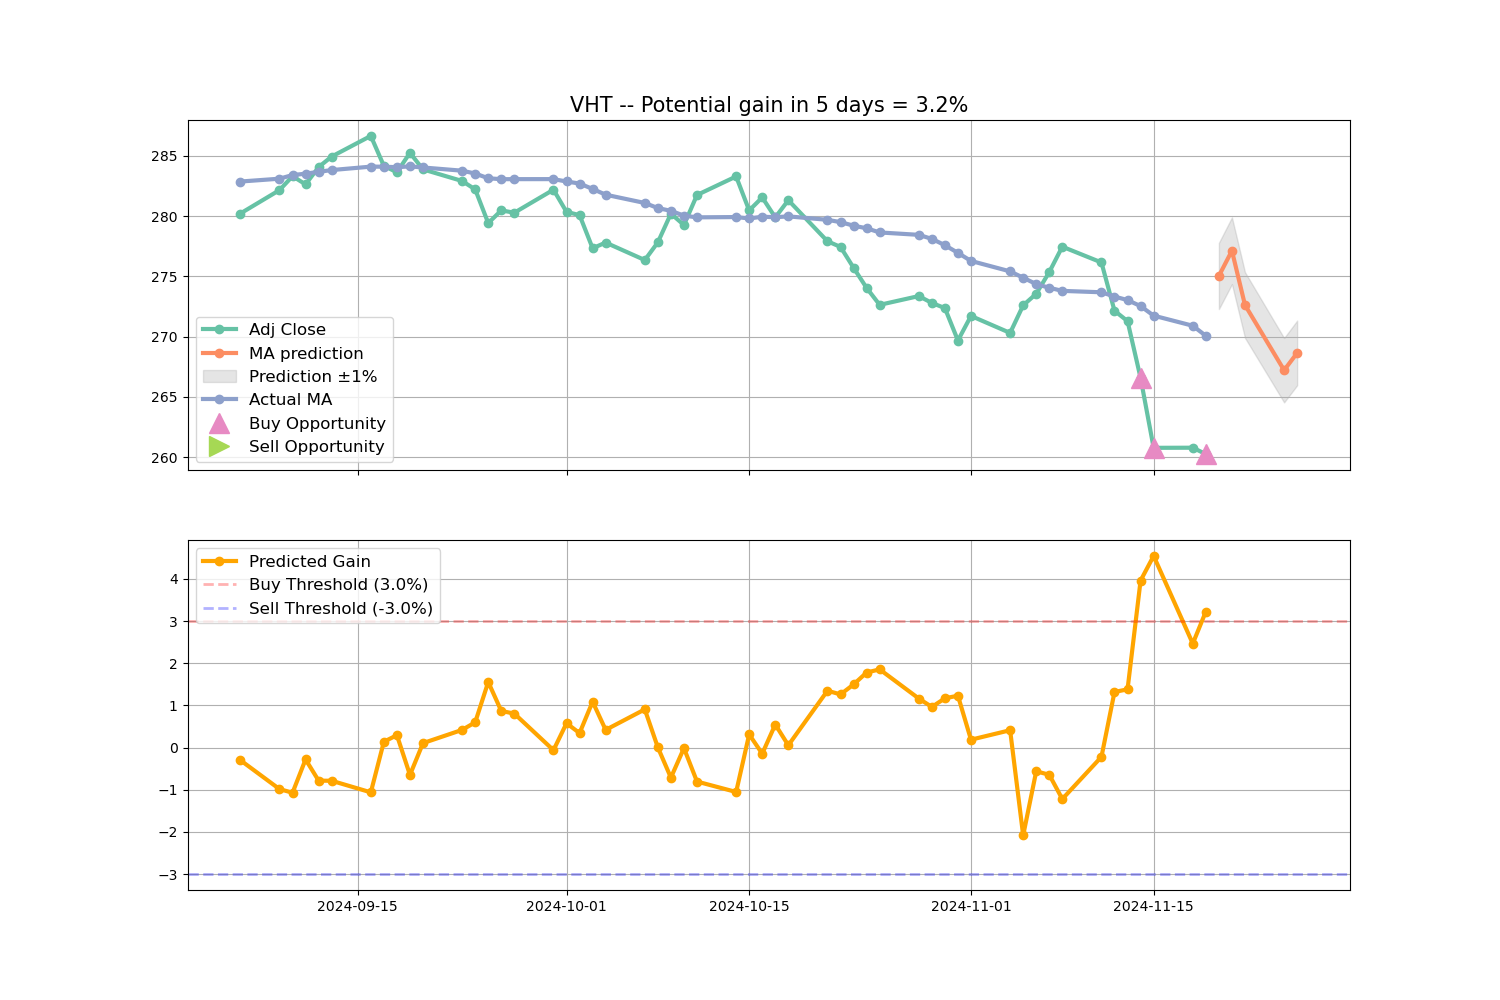 VHT -- Potential gain in 5 days = 3.2%
285
280
275
270
265
260
Adj Close
MA prediction
Prediction ±1%
Actual MA
Buy Opportunity
Sell Opportunity
4
3
2
1
0
−1
−2
−3
Predicted Gain
Buy Threshold (3.0%)
Sell Threshold (-3.0%)
2024-09-15
2024-10-01
2024-10-15
2024-11-01
2024-11-15